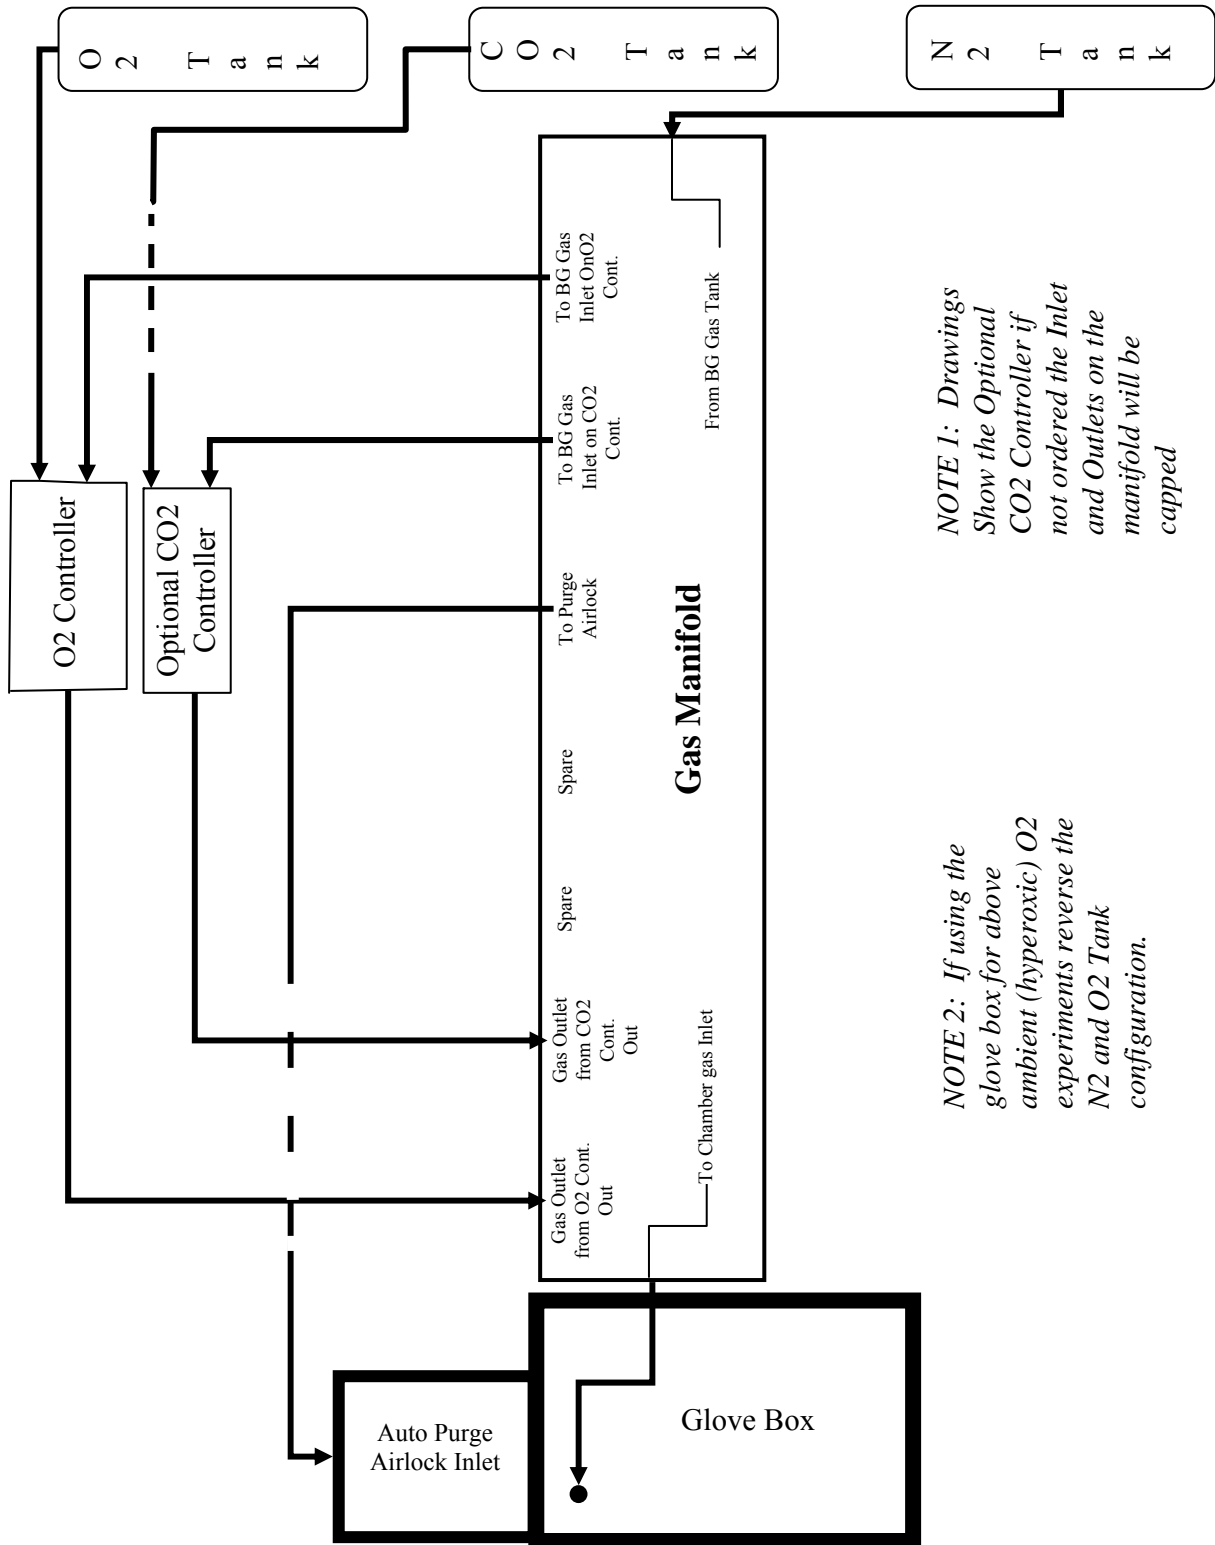 O2 Tank
CO2 Tank
N2 Tank
O2 Controller
Optional CO2
Controller
To BG Gas
Inlet OnO2
Cont.
To BG Gas
Inlet on CO2
Cont.
To Purge
Airlock
Spare
Spare
Gas Outlet
from CO2
Cont.
Out
Gas Outlet
from O2 Cont.
Out
From BG Gas Tank
Gas Manifold
To Chamber gas Inlet
Auto Purge
Airlock Inlet
Glove Box
NOTE 1: Drawings
Show the Optional
CO2 Controller if
not ordered the Inlet
and Outlets on the
manifold will be
capped
NOTE 2: If using the
glove box for above
ambient (hyperoxic) O2
experiments reverse the
N2 and O2 Tank
configuration.